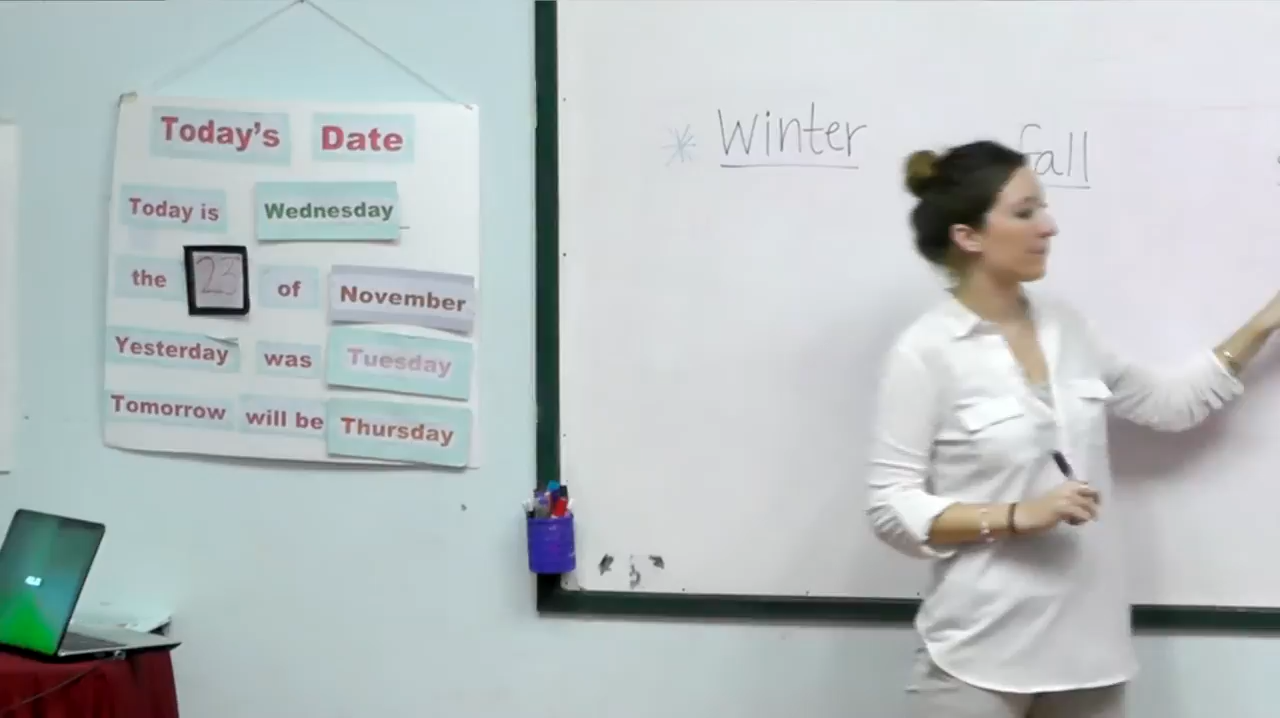 Today's Date
Today is Wednesday
the 23 of November
Yesterday was Tuesday
Tomorrow will be Thursday
Winter
fall